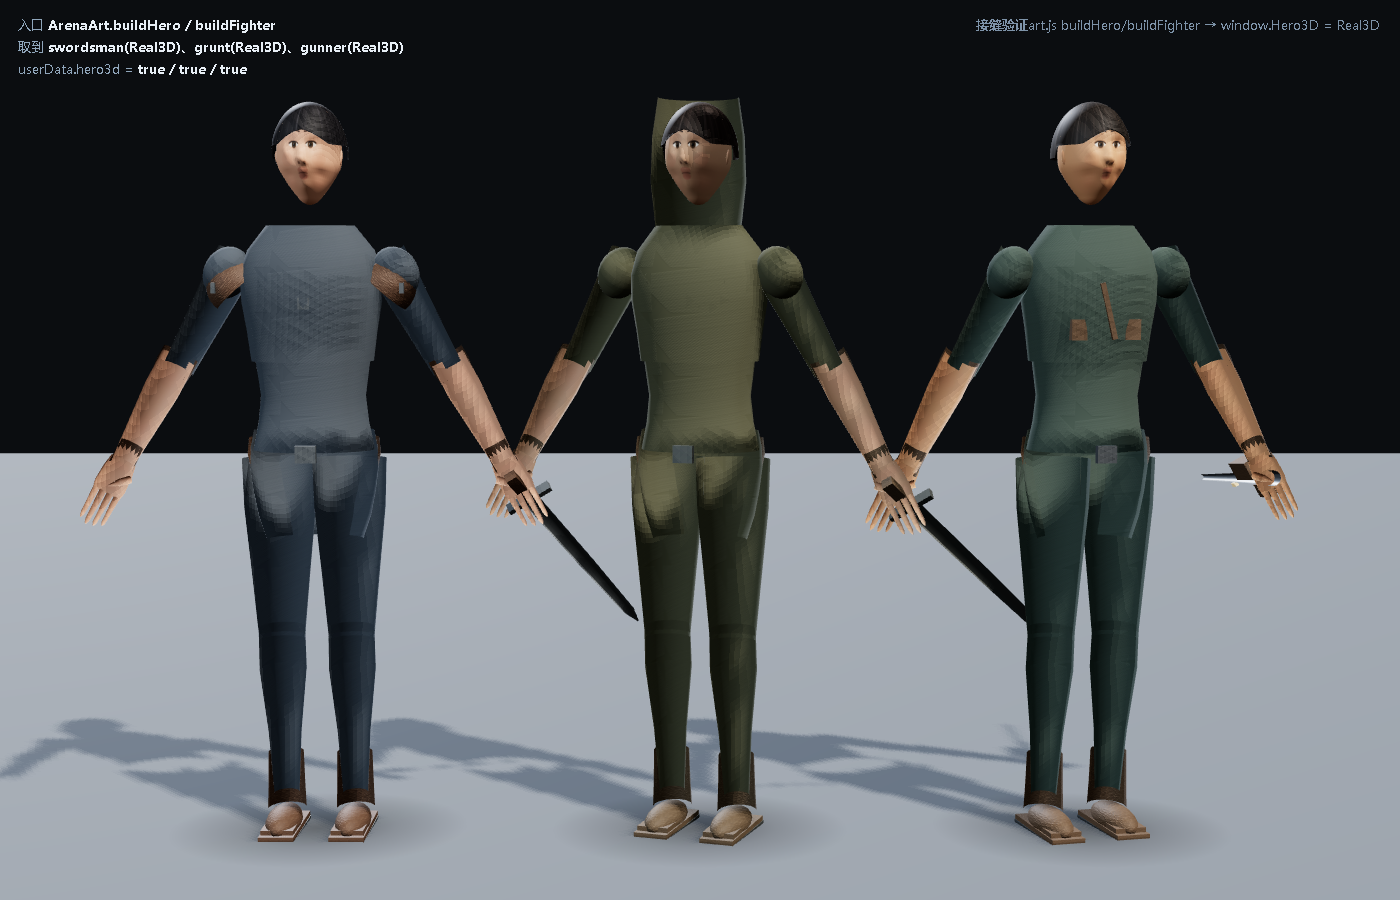 入口 ArenaArt.buildHero / buildFighter
取到 swordsman(Real3D)、grunt(Real3D)、gunner(Real3D)
userData.hero3d = true / true / true
接缝验证art.js buildHero/buildFighter → window.Hero3D = Real3D